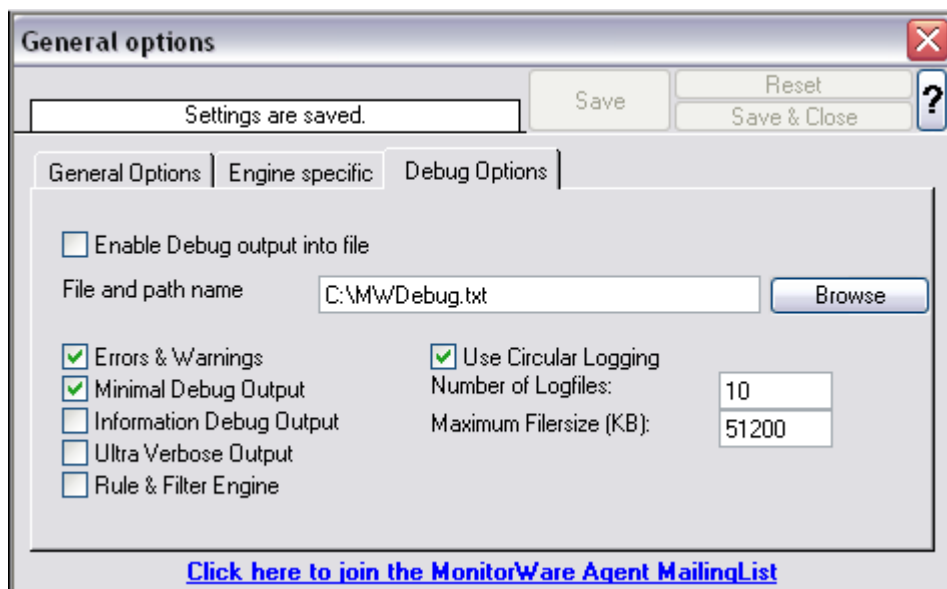 General options
Settings are saved.
Save
Reset
Save & Close
?
General Options
Engine specific
Debug Options
Enable Debug output into file
File and path name
C:\MWDebug.txt
Browse
Errors & Warnings
Use Circular Logging
Minimal Debug Output
Number of Logfiles:
10
Information Debug Output
Maximum Filersize (KB):
51200
Ultra Verbose Output
Rule & Filter Engine
Click here to join the MonitorWare Agent MailingList